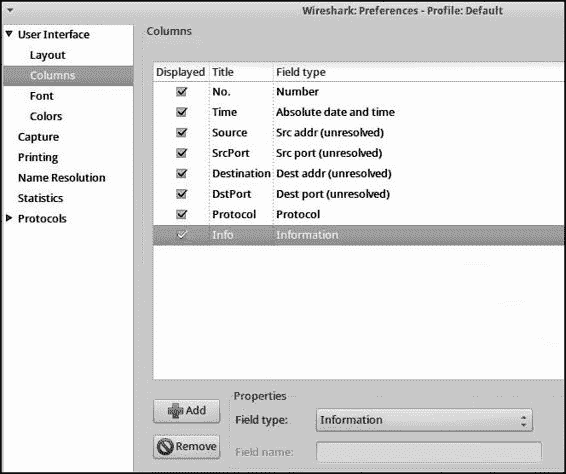 Wireshark: Preferences - Profile: Default
User Interface
Layout
Columns
Font
Colors
Capture
Printing
Name Resolution
Statistics
Protocols
Columns
Displayed Title Field type
No. Number
Time Absolute date and time
Source Src addr (unresolved)
SrcPort Src port (unresolved)
Destination Dest addr (unresolved)
DstPort Dest port (unresolved)
Protocol Protocol
Info Information
Add
Remove
Properties
Field type: Information
Field name: